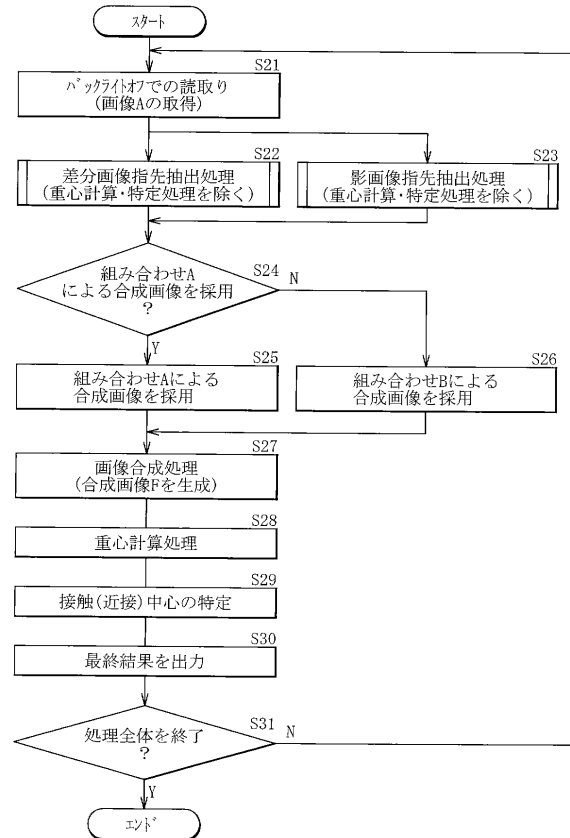 スタート
S21
バックライトオフでの読取り
(画像Aの取得)
S22
差分画像指先抽出処理
(重心計算・特定処理を除く)
S23
影画像指先抽出処理
(重心計算・特定処理を除く)
S24
組み合わせA
による合成画像を採用
?
N
Y
S25
組み合わせAによる
合成画像を採用
S26
組み合わせBによる
合成画像を採用
S27
画像合成処理
(合成画像Fを生成)
S28
重心計算処理
S29
接触(近接)中心の特定
S30
最終結果を出力
S31
処理全体を終了
?
N
Y
エンド